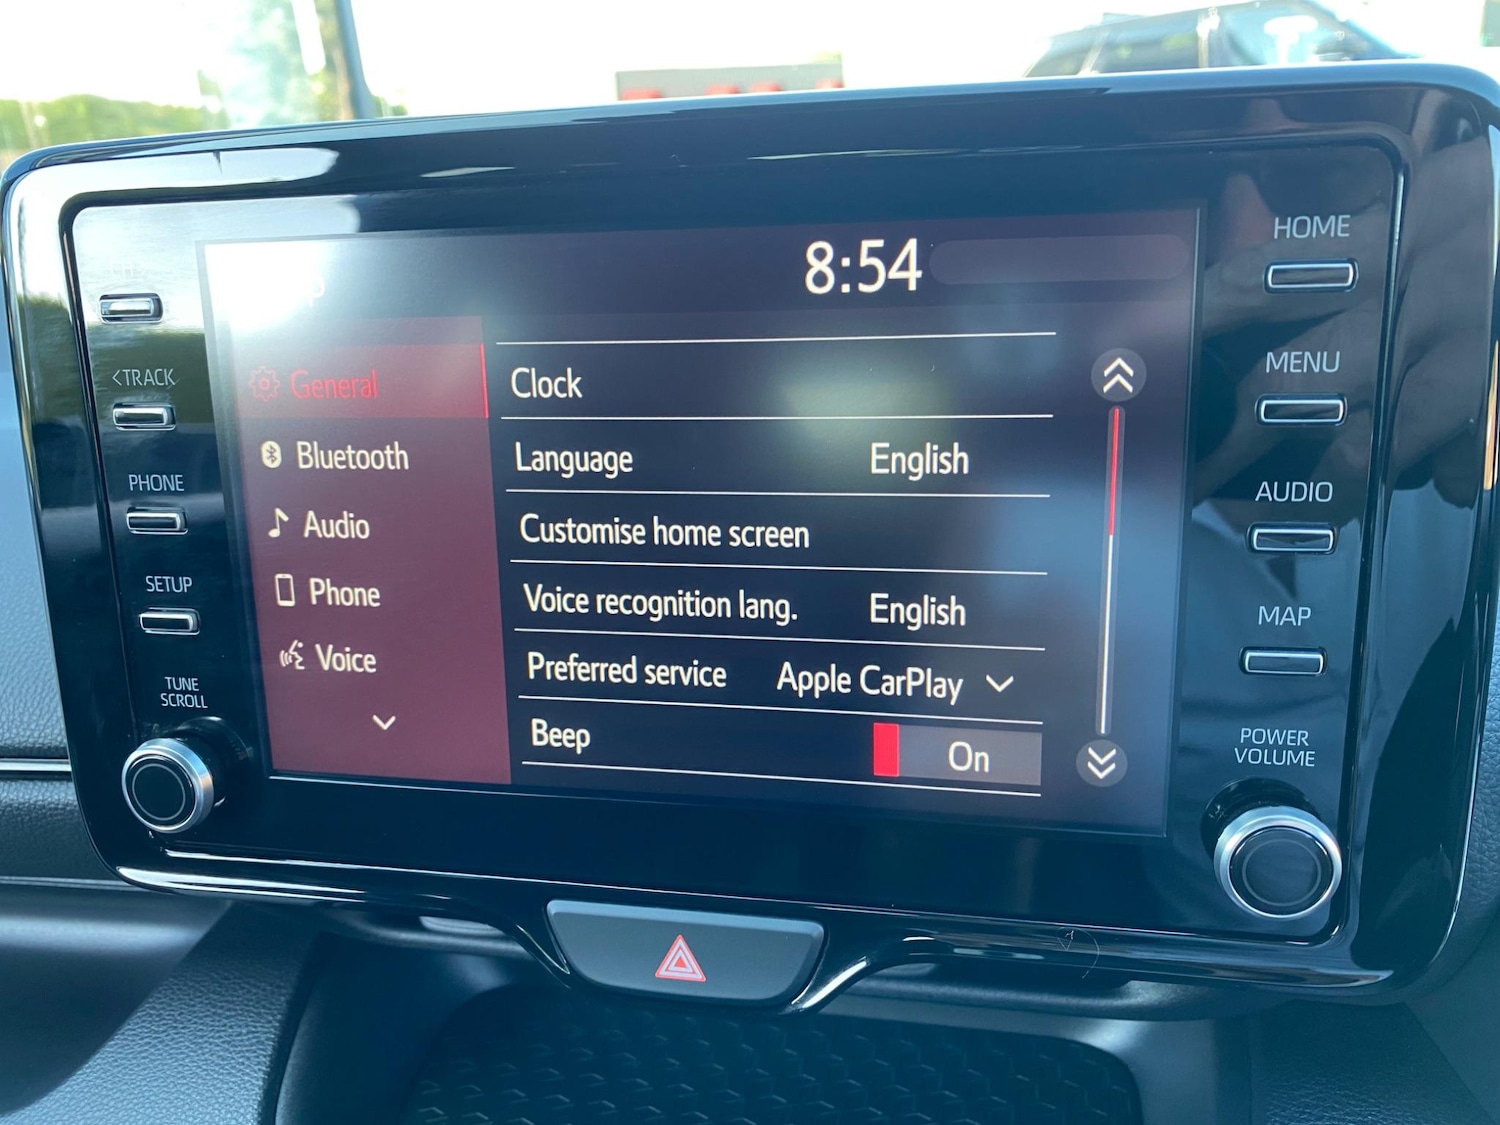 8:54
HOME
<TRACK
PHONE
SETUP
TUNE
SCROLL
General
Bluetooth
Audio
Phone
Voice
Clock
Language English
Customise home screen
Voice recognition lang. English
Preferred service Apple CarPlay
Beep On
MENU
AUDIO
MAP
POWER
VOLUME